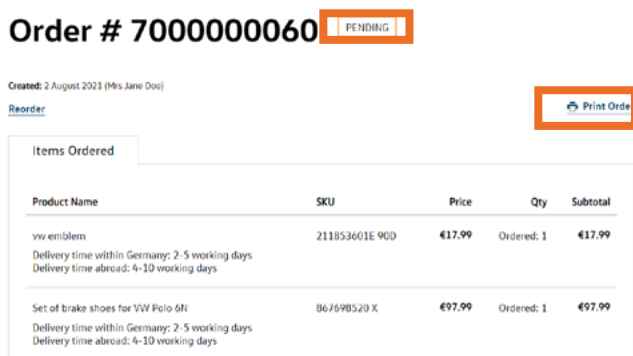 Order # 7000000060 PENDING
Created: 2 August 2021 (Mrs Jane Doe)
Reorder
Print Orde
Items Ordered
Product Name SKU Price Qty Subtotal
vw emblem 211853601E 90D €17.99 Ordered: 1 €17.99
Delivery time within Germany: 2-5 working days
Delivery time abroad: 4-10 working days
Set of brake shoes for VW Polo 6N 867698520 X €97.99 Ordered: 1 €97.99
Delivery time within Germany: 2-5 working days
Delivery time abroad: 4-10 working days